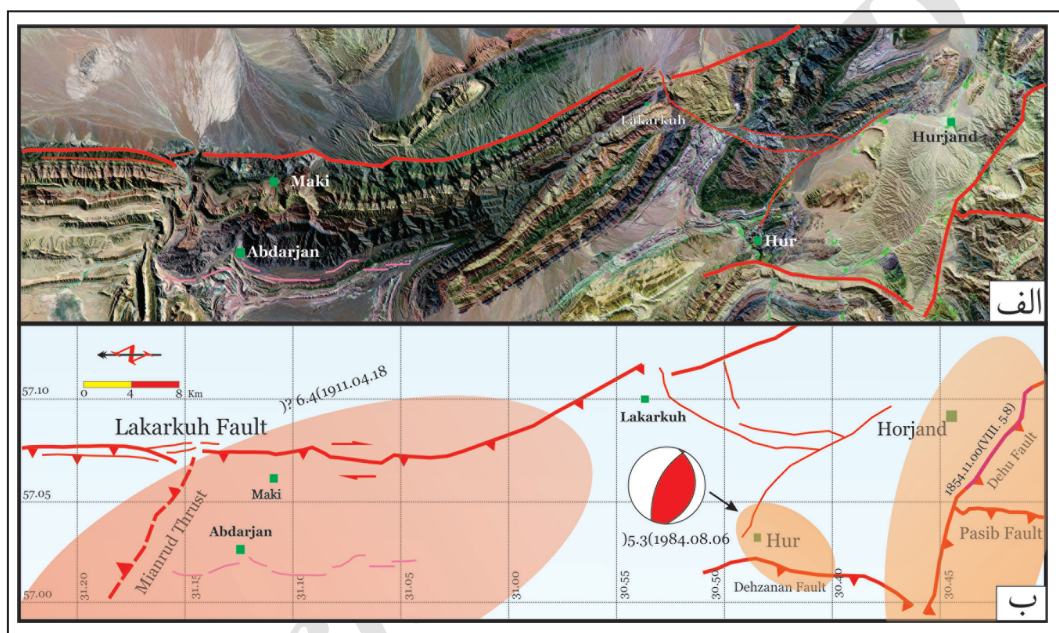 Lakarkuh
Hurjand
Maki
Hur
Abdarjan
الف
57.10
57.05
57.00
0 4 8 Km
)? 6.4(1911.04.18
Lakarkuh Fault
Lakarkuh
Horjand
1854.11.00(VIII. 5.8)
Dehu Fault
Maki
Mianrud Thrust
Abdarjan
)5.3(1984.08.06
Hur
Pasib Fault
Dehzanan Fault
31.20
31.15
31.10
31.05
31.00
30.55
30.50
30.40
30.45
ب